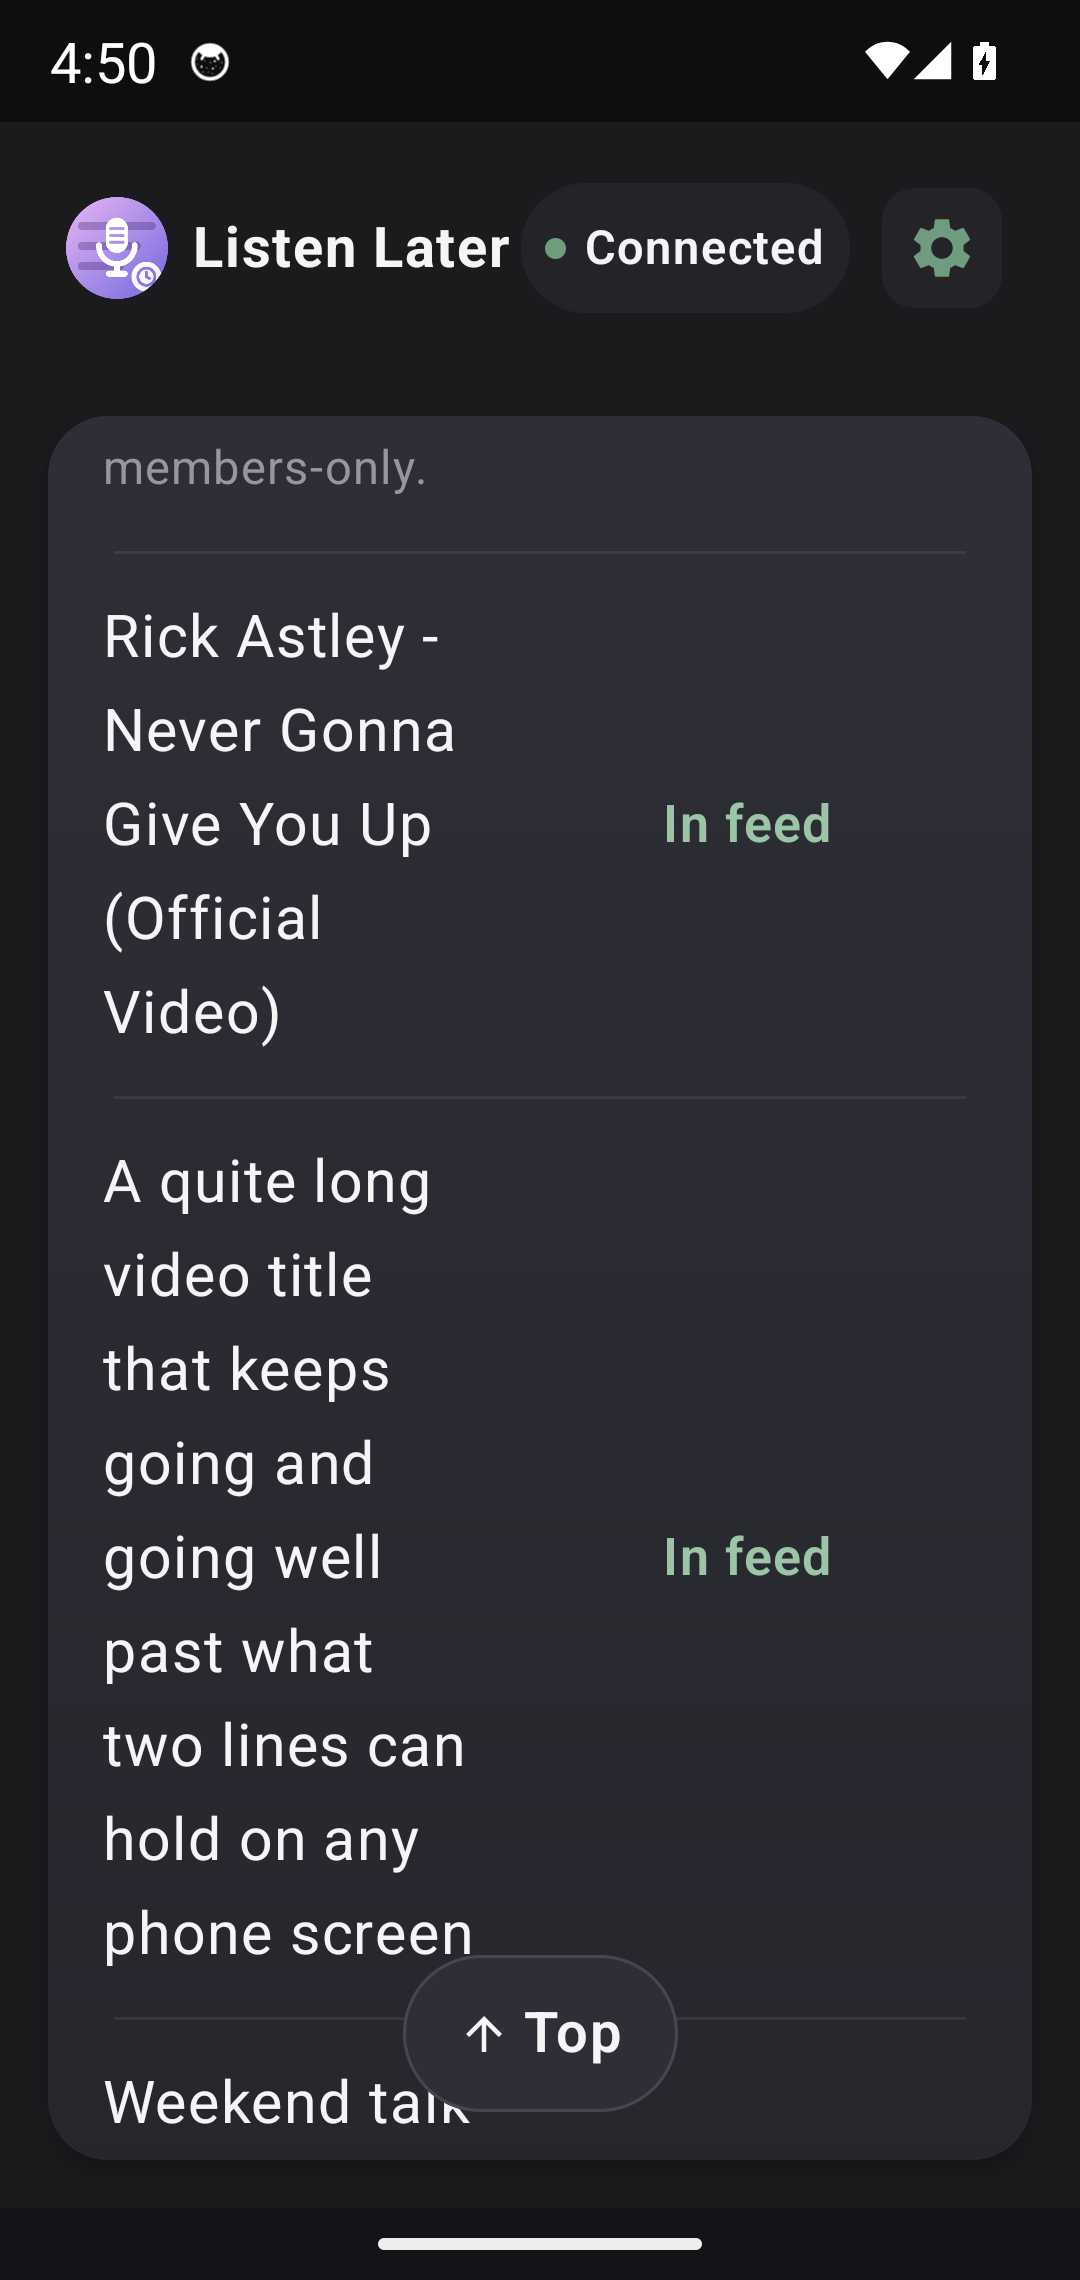 4:50
Listen Later
Connected
members-only.
Rick Astley -
Never Gonna
Give You Up
(Official
Video)
In feed
A quite long
video title
that keeps
going and
going well
past what
two lines can
hold on any
phone screen
In feed
↑ Top
Weekend talk